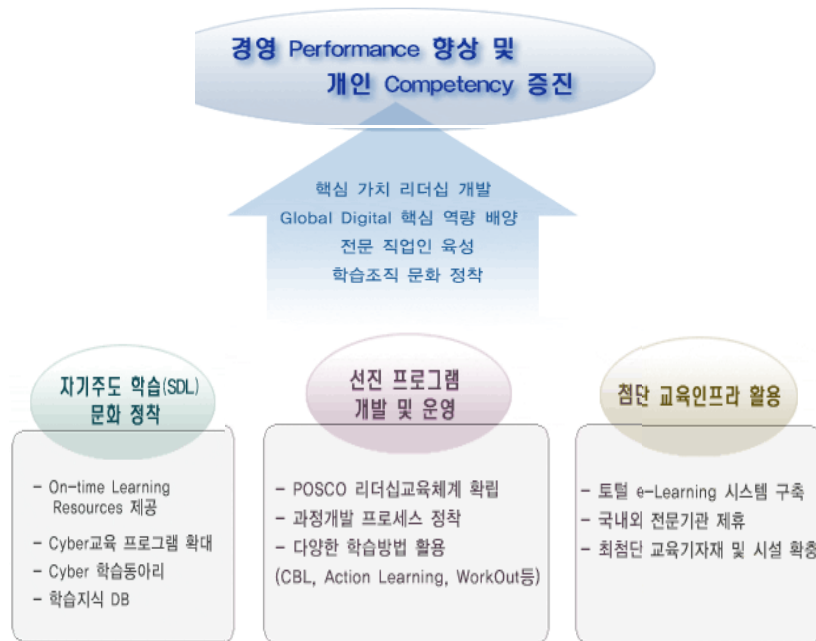 경영 Performance 향상 및
개인 Competency 증진
핵심 가치 리더십 개발
Global Digital 핵심 역량 배양
전문 직업인 육성
학습조직 문화 정착
자기주도 학습(SDL)
문화 정착
– On-time Learning
Resources 제공
– Cyber교육 프로그램 확대
– Cyber 학습동아리
– 학습지식 DB
선진 프로그램
개발 및 운영
– POSCO 리더십교육체계 확립
– 과정개발 프로세스 정착
– 다양한 학습방법 활용
(CBL, Action Learning, WorkOut등)
첨단 교육인프라 활용
– 토털 e-Learning 시스템 구축
– 국내외 전문기관 제휴
– 최첨단 교육기자재 및 시설 확충